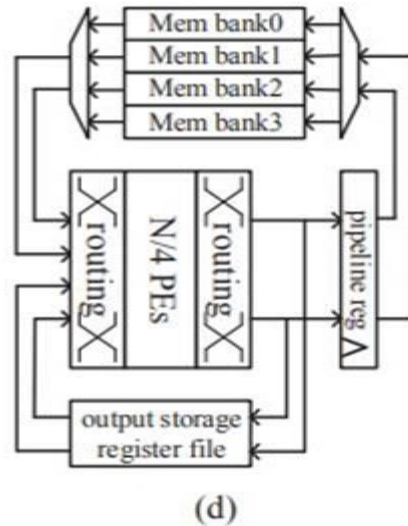 Mem bank0
Mem bank1
Mem bank2
Mem bank3
routing
N/4 PEs
routing
pipeline reg
output storage
register file
(d)